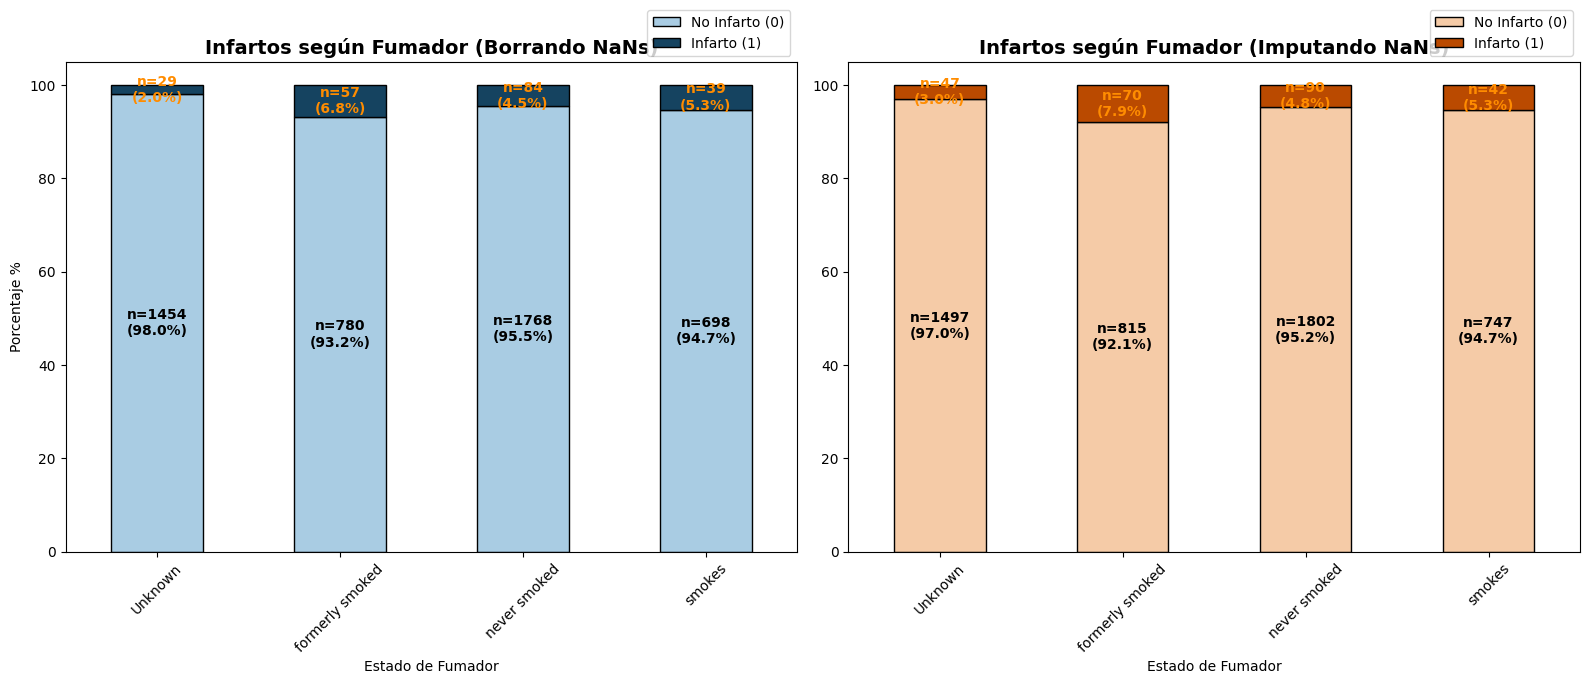 No Infarto (0)
Infarto (1)
Infartos según Fumador (Borrando NaNs)
Porcentaje %
100
80
60
40
20
0
n=29
(2.0%)
n=57
(6.8%)
n=84
(4.5%)
n=39
(5.3%)
n=1454
(98.0%)
n=780
(93.2%)
n=1768
(95.5%)
n=698
(94.7%)
Unknown
formerly smoked
never smoked
smokes
Estado de Fumador
No Infarto (0)
Infarto (1)
Infartos según Fumador (Imputando NaNs)
100
80
60
40
20
0
n=47
(3.0%)
n=70
(7.9%)
n=90
(4.8%)
n=42
(5.3%)
n=1497
(97.0%)
n=815
(92.1%)
n=1802
(95.2%)
n=747
(94.7%)
Unknown
formerly smoked
never smoked
smokes
Estado de Fumador